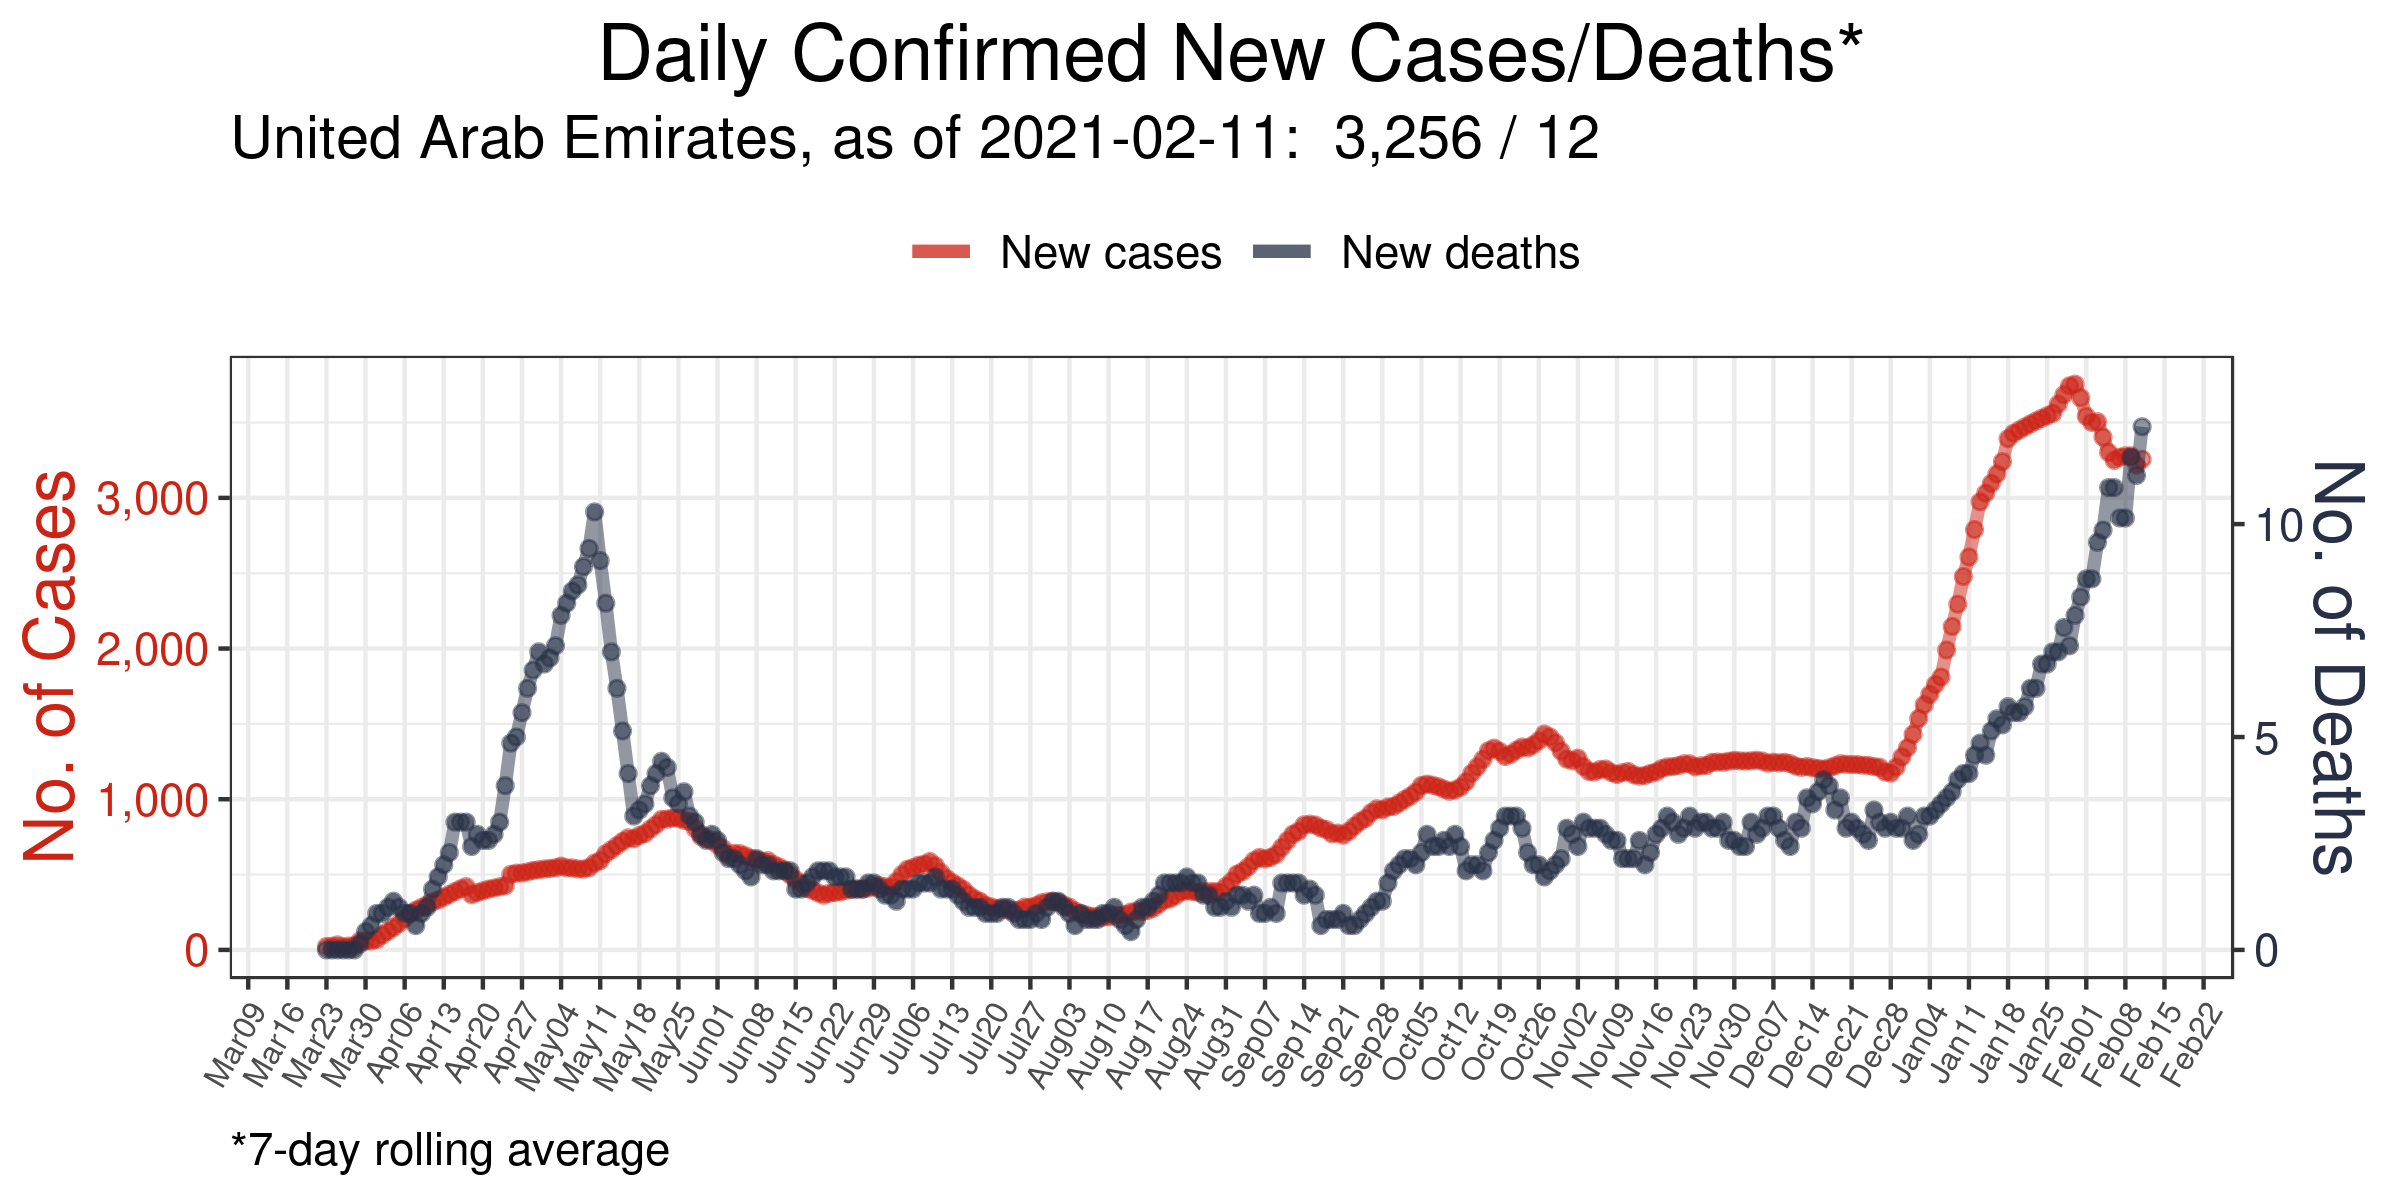 Daily Confirmed New Cases/Deaths*
United Arab Emirates, as of 2021-02-11:  3,256 / 12
New cases
New deaths
No. of Cases
3,000
2,000
1,000
0
No. of Deaths
10
5
0
Mar09
Mar16
Mar23
Mar30
Apr06
Apr13
Apr20
Apr27
May04
May11
May18
May25
Jun01
Jun08
Jun15
Jun22
Jun29
Jul06
Jul13
Jul20
Jul27
Aug03
Aug10
Aug17
Aug24
Aug31
Sep07
Sep14
Sep21
Sep28
Oct05
Oct12
Oct19
Oct26
Nov02
Nov09
Nov16
Nov23
Nov30
Dec07
Dec14
Dec21
Dec28
Jan04
Jan11
Jan18
Jan25
Feb01
Feb08
Feb15
Feb22
*7-day rolling average